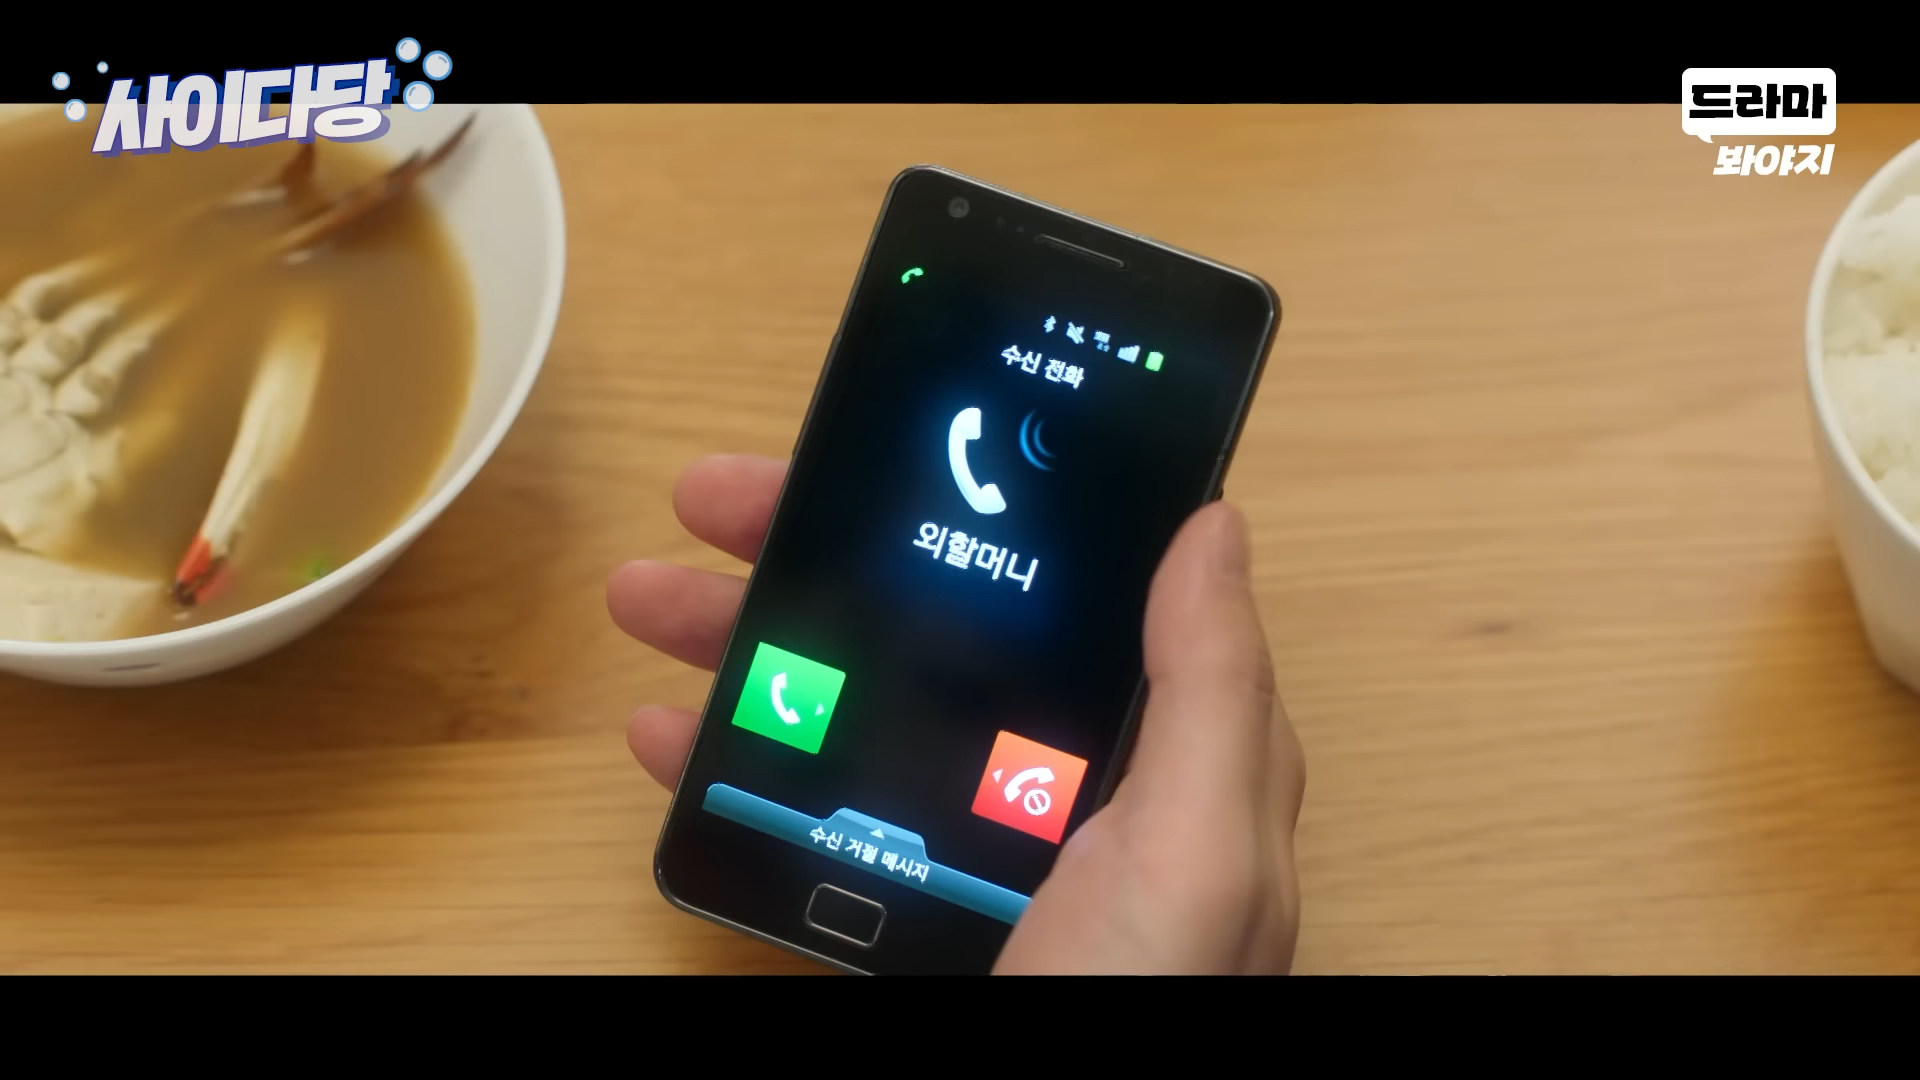 사이다당
드라마
봐야지
수신 전화
외할머니
수신 거절 메시지